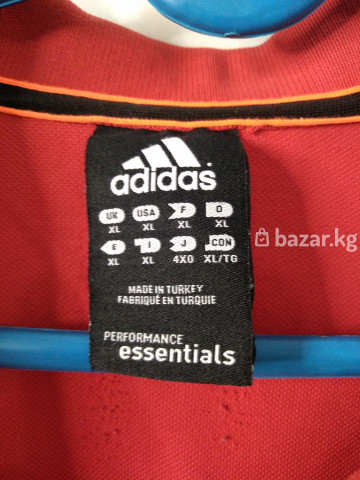 adidas
UK USA F D
XL XL XL XL
E I J CDN
XL XL 4XO XL/TG
MADE IN TURKEY
FABRIQUÉ EN TURQUIE
PERFORMANCE
essentials
bazar.kg